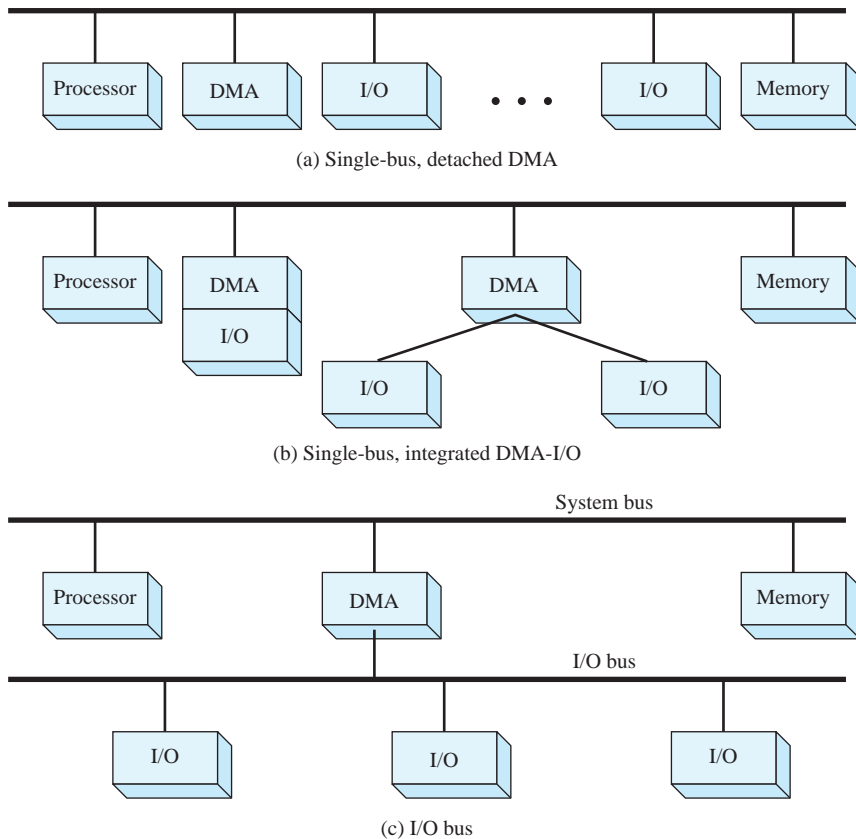 Processor DMA I/O • • • I/O Memory
(a) Single-bus, detached DMA
Processor DMA DMA Memory
I/O
I/O I/O
(b) Single-bus, integrated DMA-I/O
System bus
Processor DMA Memory
I/O bus
I/O I/O I/O
(c) I/O bus